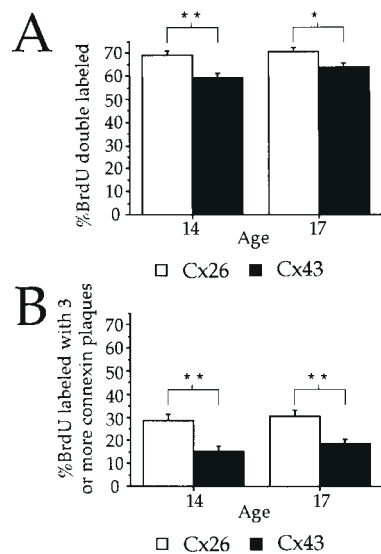 A
%BrdU double labeled
** *
70
60
50
40
30
20
10
0
14 17
Age
Cx26 Cx43
B
%BrdU labeled with 3
or more connexin plaques
** **
70
60
50
40
30
20
10
0
14 17
Age
Cx26 Cx43